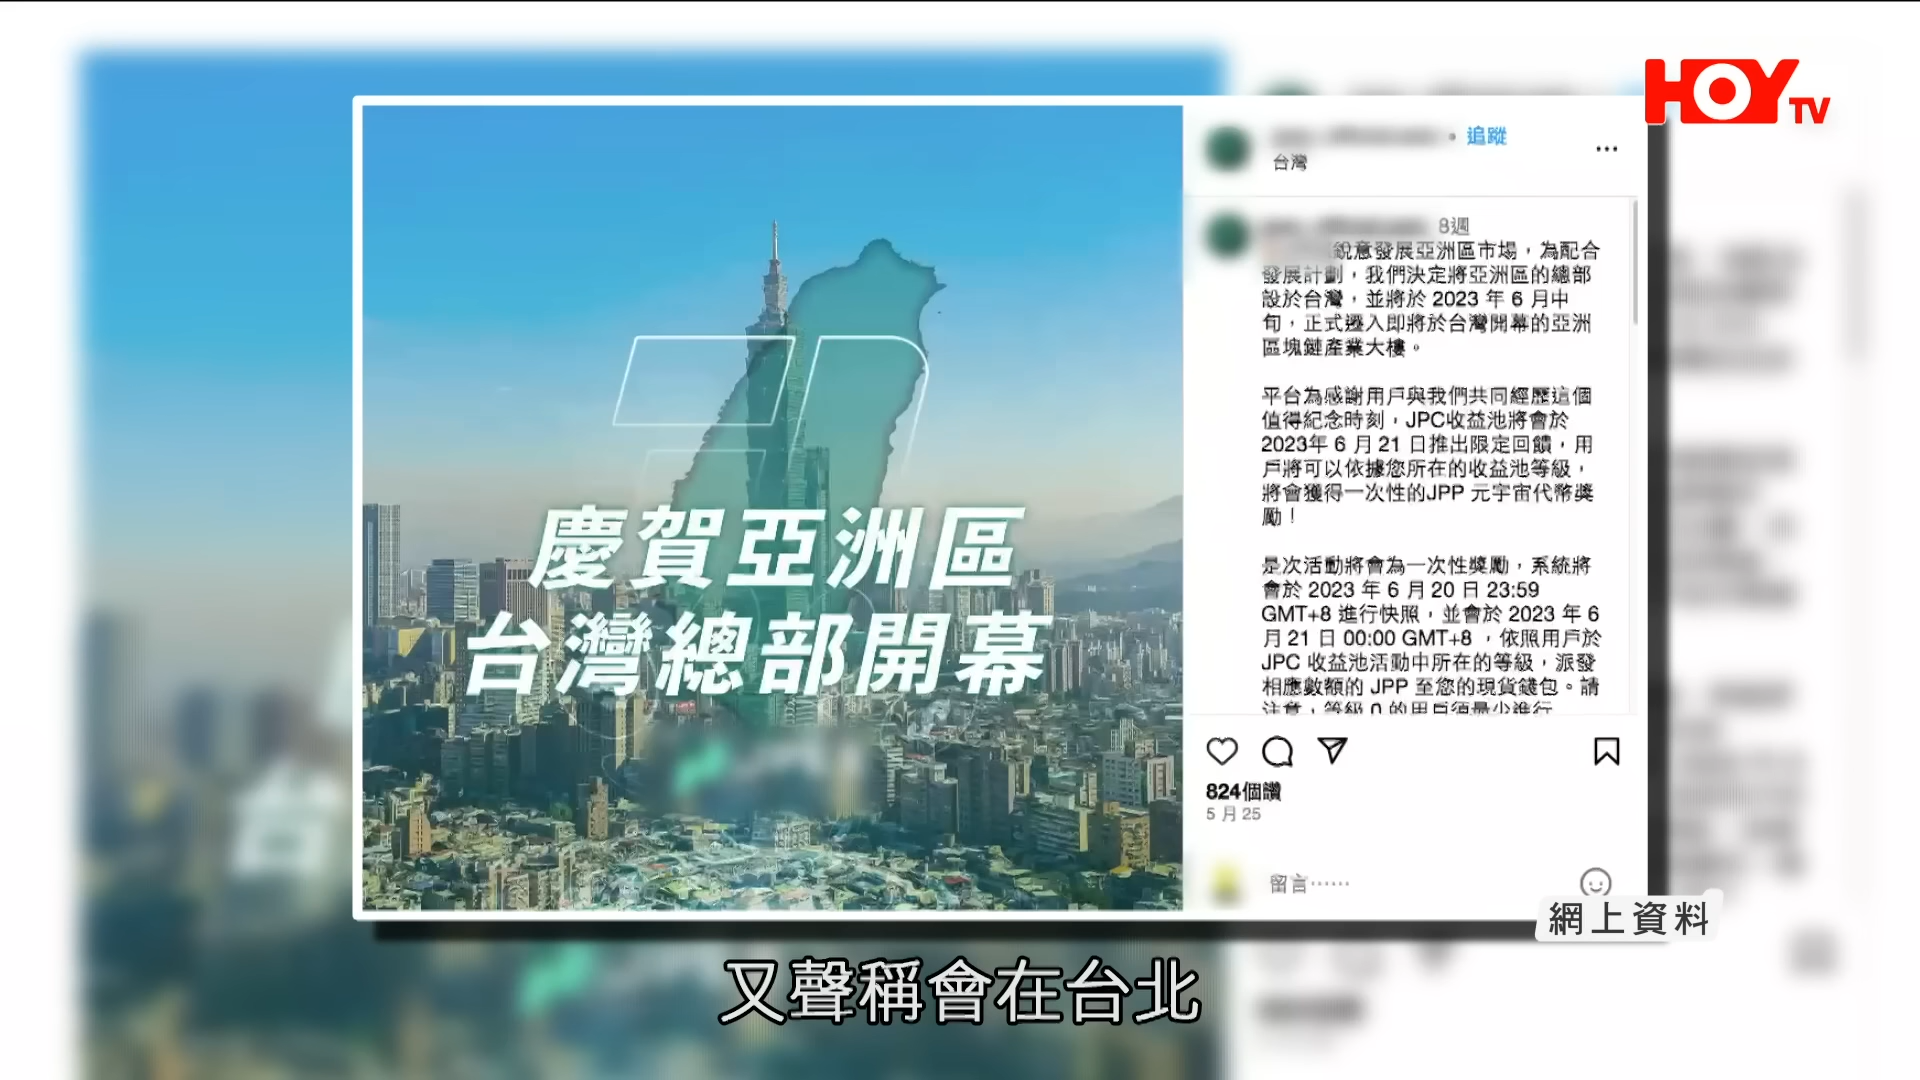 HOY TV
慶賀亞洲區
台灣總部開幕
• 追蹤
台灣
8週
銳意發展亞洲區市場，為配合
發展計劃，我們決定將亞洲區的總部
設於台灣，並將於 2023 年 6 月中
旬，正式遷入即將於台灣開幕的亞洲
區塊鏈產業大樓。
平台為感謝用戶與我們共同經歷這個
值得紀念時刻，JPC收益池將會於
2023年 6 月 21 日推出限定回饋，用
戶將可以依據您所在的收益池等級，
將會獲得一次性的JPP 元宇宙代幣獎
勵！
是次活動將會為一次性獎勵，系統將
會於 2023 年 6 月 20 日 23:59
GMT+8 進行快照，並會於 2023 年 6
月 21 日 00:00 GMT+8 ，依照用戶於
JPC 收益池活動中所在的等級，派發
相應數額的 JPP 至您的現貨錢包。請
注意，等級 0 的用戶須最少進行
824個讚
5 月 25
留言……
網上資料
又聲稱會在台北